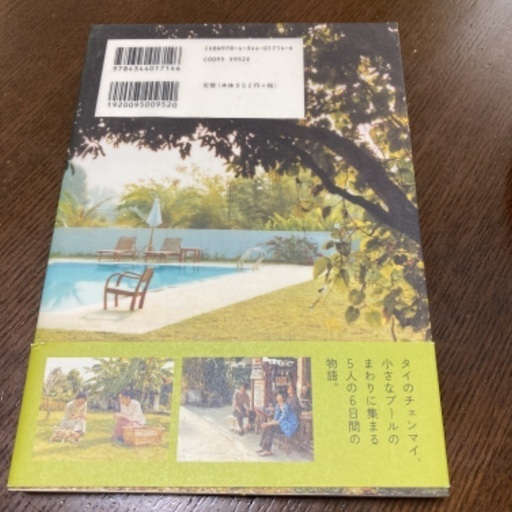 ISBN978-4-344-01714-6
C0095 ¥952E
9784344017146
定価(本体952円+税)
1920095009520
タイのチェンマイ、
小さなプールの
まわりに集まる
5人の6日間の
物語。